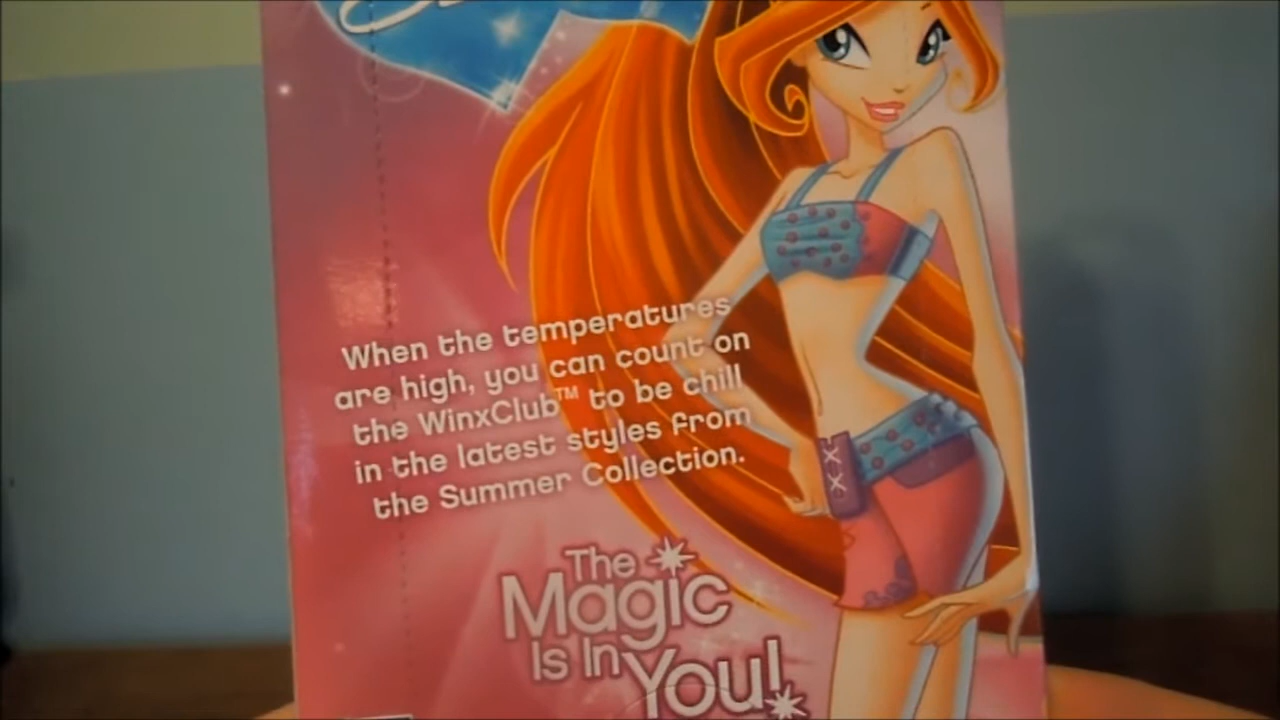 When the temperatures
are high, you can count on
the WinxClub™ to be chill
in the latest styles from
the Summer Collection.
The
Magic
Is In
You!